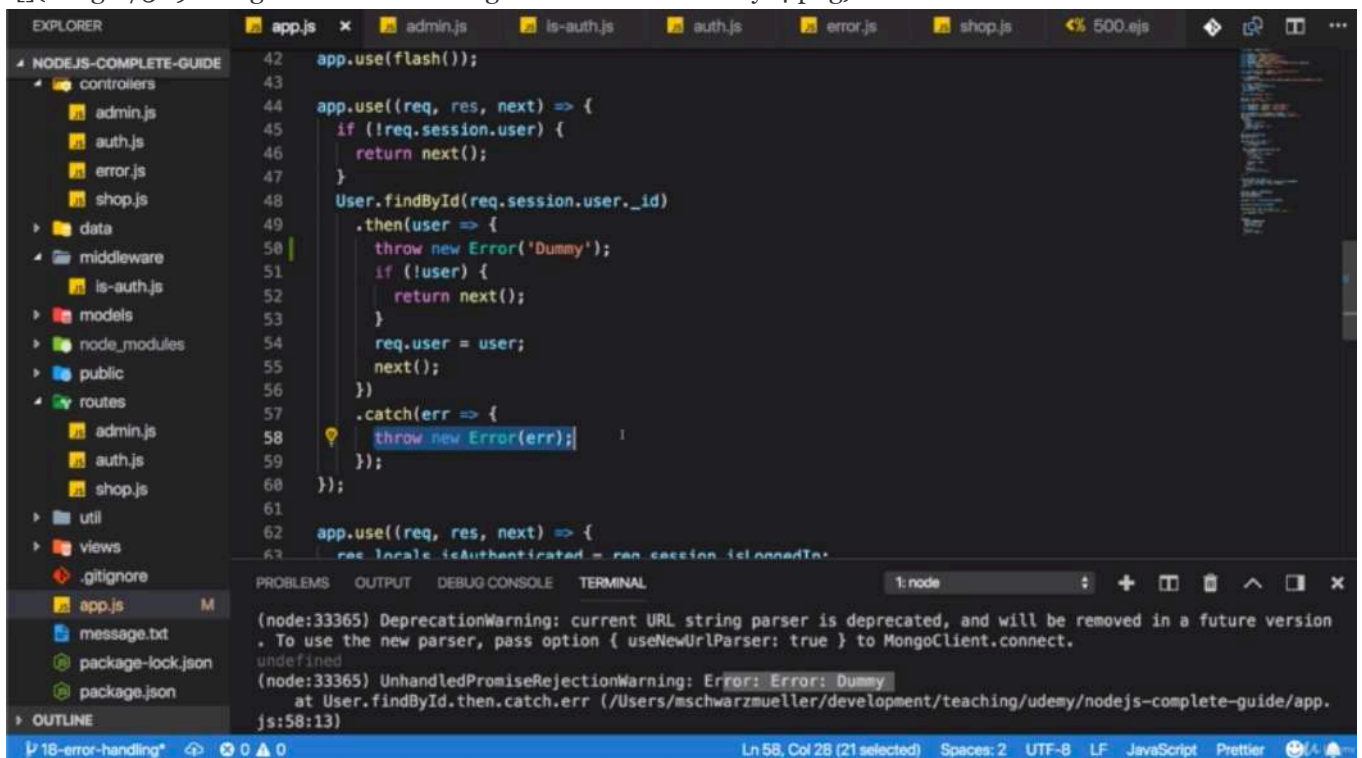 EXPLORER
app.js
admin.js
is-auth.js
auth.js
error.js
shop.js
<% 500.ejs
NODEJS-COMPLETE-GUIDE
controllers
admin.js
auth.js
error.js
shop.js
data
middleware
is-auth.js
models
node_modules
public
routes
admin.js
auth.js
shop.js
util
views
.gitignore
app.js M
message.txt
package-lock.json
package.json
OUTLINE
42 app.use(flash());
43
44 app.use((req, res, next) => {
45 if (!req.session.user) {
46 return next();
47 }
48 User.findById(req.session.user._id)
49 .then(user => {
50 throw new Error('Dummy');
51 if (!user) {
52 return next();
53 }
54 req.user = user;
55 next();
56 })
57 .catch(err => {
58 throw new Error(err);
59 });
60 });
61
62 app.use((req, res, next) => {
63 res.locals.isAuthenticated = req.session.isLoggedIn;
PROBLEMS OUTPUT DEBUG CONSOLE TERMINAL 1: node
(node:33365) DeprecationWarning: current URL string parser is deprecated, and will be removed in a future version
. To use the new parser, pass option { useNewUrlParser: true } to MongoClient.connect.
undefined
(node:33365) UnhandledPromiseRejectionWarning: Error: Error: Dummy
at User.findById.then.catch.err (/Users/mschwarzmueller/development/teaching/udemy/nodejs-complete-guide/app.
js:58:13)
18-error-handling* 0 0 Ln 58, Col 28 (21 selected) Spaces: 2 UTF-8 LF JavaScript Prettier